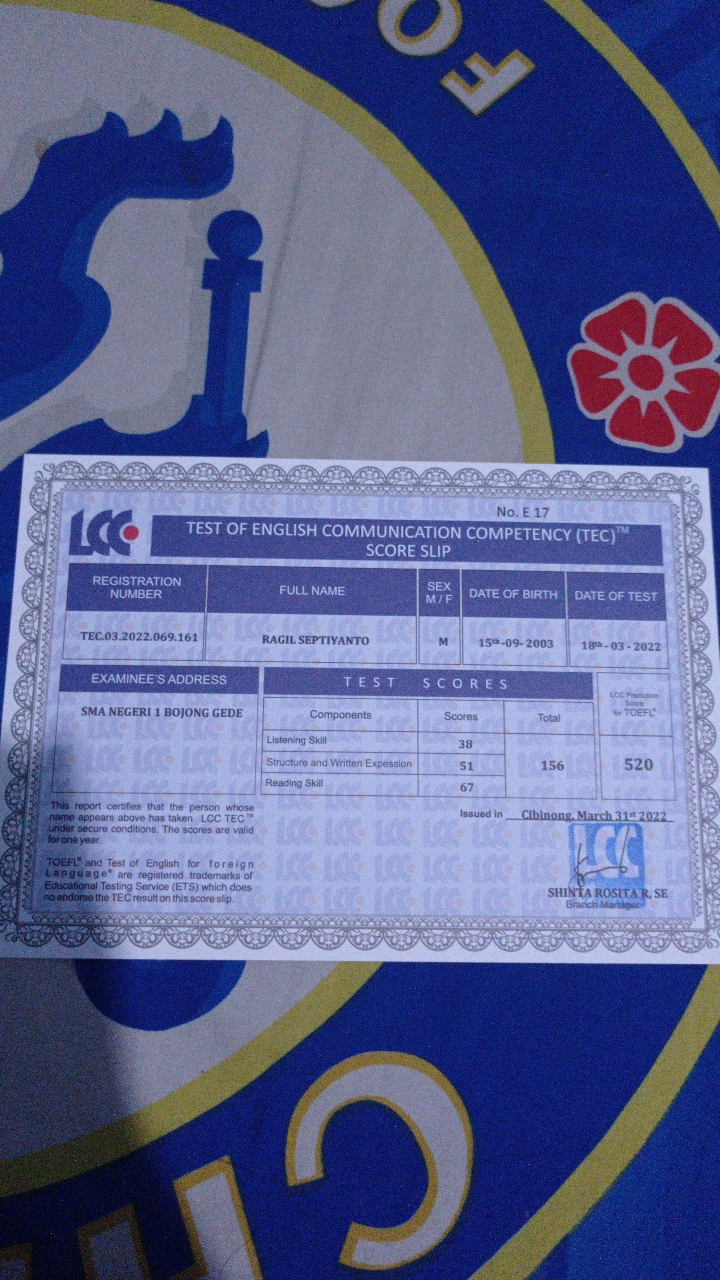 FO
No. E 17
LCC
TEST OF ENGLISH COMMUNICATION COMPETENCY (TEC)™
SCORE SLIP
REGISTRATION NUMBER
FULL NAME
SEX M / F
DATE OF BIRTH
DATE OF TEST
TEC.03.2022.069.161
RAGIL SEPTIYANTO
M
15th-09- 2003
18th - 03 - 2022
EXAMINEE'S ADDRESS
SMA NEGERI 1 BOJONG GEDE
TEST SCORES
LCC Prediction
Score
for TOEFL®
Components
Scores
Total
Listening Skill
38
Structure and Written Expession
51
156
520
Reading Skill
67
This report certifies that the person whose
name appears above has taken LCC TEC™
under secure conditions. The scores are valid
for one year.
Issued in Cibinong, March 31st 2022
TOEFL® and Test of English for foreign
Language® are registered trademarks of
Educational Testing Service (ETS) which does
no endorse the TEC result on this score slip.
LCC
SHINTA ROSITA R, SE
Branch Manager
CH